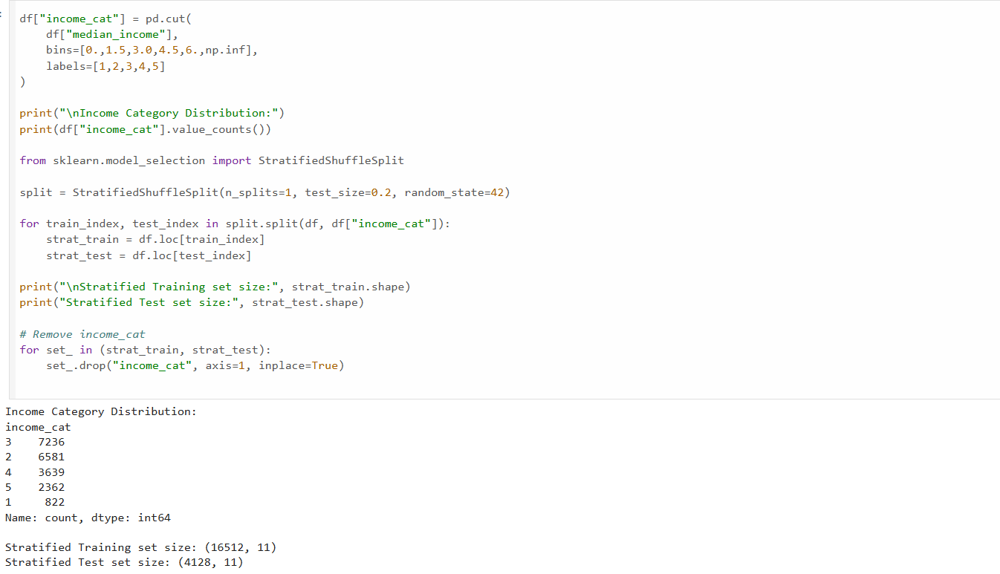 df["income_cat"] = pd.cut(
    df["median_income"],
    bins=[0.,1.5,3.0,4.5,6.,np.inf],
    labels=[1,2,3,4,5]
)

print("\nIncome Category Distribution:")
print(df["income_cat"].value_counts())

from sklearn.model_selection import StratifiedShuffleSplit

split = StratifiedShuffleSplit(n_splits=1, test_size=0.2, random_state=42)

for train_index, test_index in split.split(df, df["income_cat"]):
    strat_train = df.loc[train_index]
    strat_test = df.loc[test_index]

print("\nStratified Training set size:", strat_train.shape)
print("Stratified Test set size:", strat_test.shape)

# Remove income_cat
for set_ in (strat_train, strat_test):
    set_.drop("income_cat", axis=1, inplace=True)

Income Category Distribution:
income_cat
3    7236
2    6581
4    3639
5    2362
1     822
Name: count, dtype: int64

Stratified Training set size: (16512, 11)
Stratified Test set size: (4128, 11)